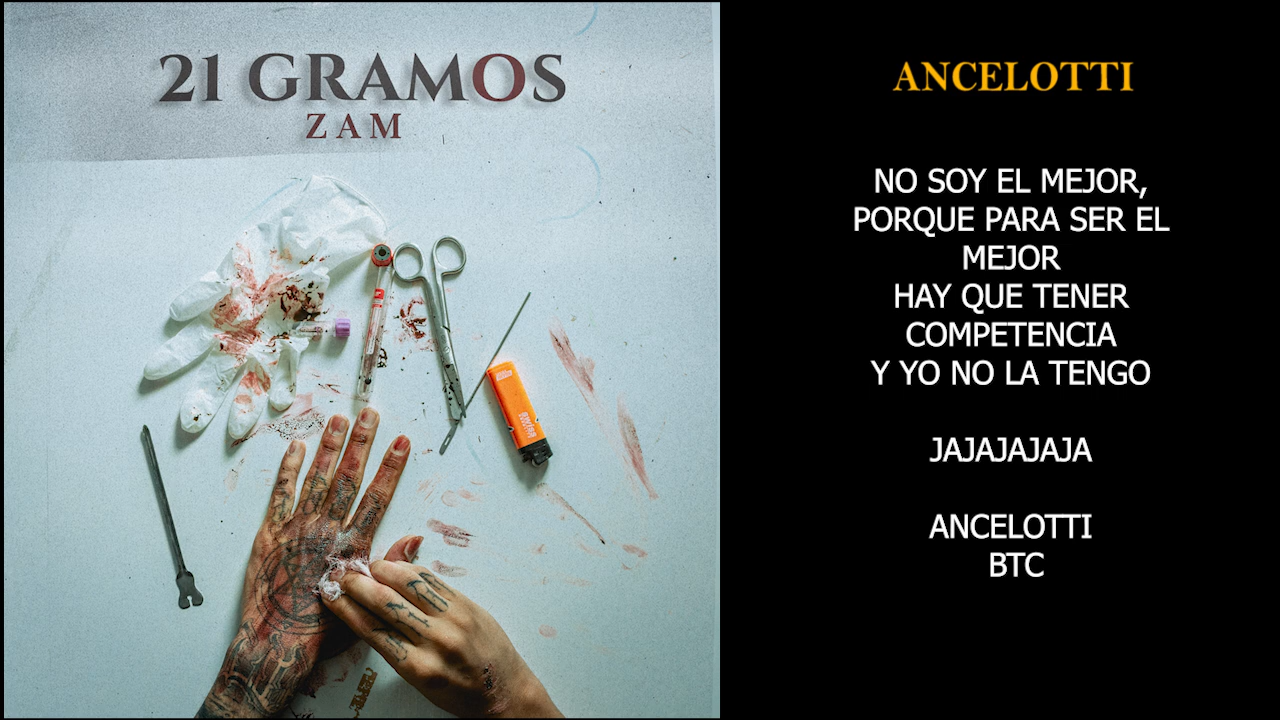 21 GRAMOS
ZAM
swiss
ANCELOTTI
NO SOY EL MEJOR,
PORQUE PARA SER EL
MEJOR
HAY QUE TENER
COMPETENCIA
Y YO NO LA TENGO
JAJAJAJAJA
ANCELOTTI
BTC